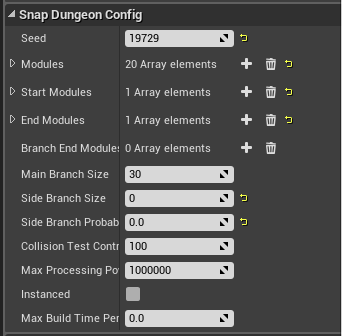 Snap Dungeon Config
Seed 19729
Modules 20 Array elements
Start Modules 1 Array elements
End Modules 1 Array elements
Branch End Modules 0 Array elements
Main Branch Size 30
Side Branch Size 0
Side Branch Probab 0.0
Collision Test Contr 100
Max Processing Po 1000000
Instanced
Max Build Time Per 0.0